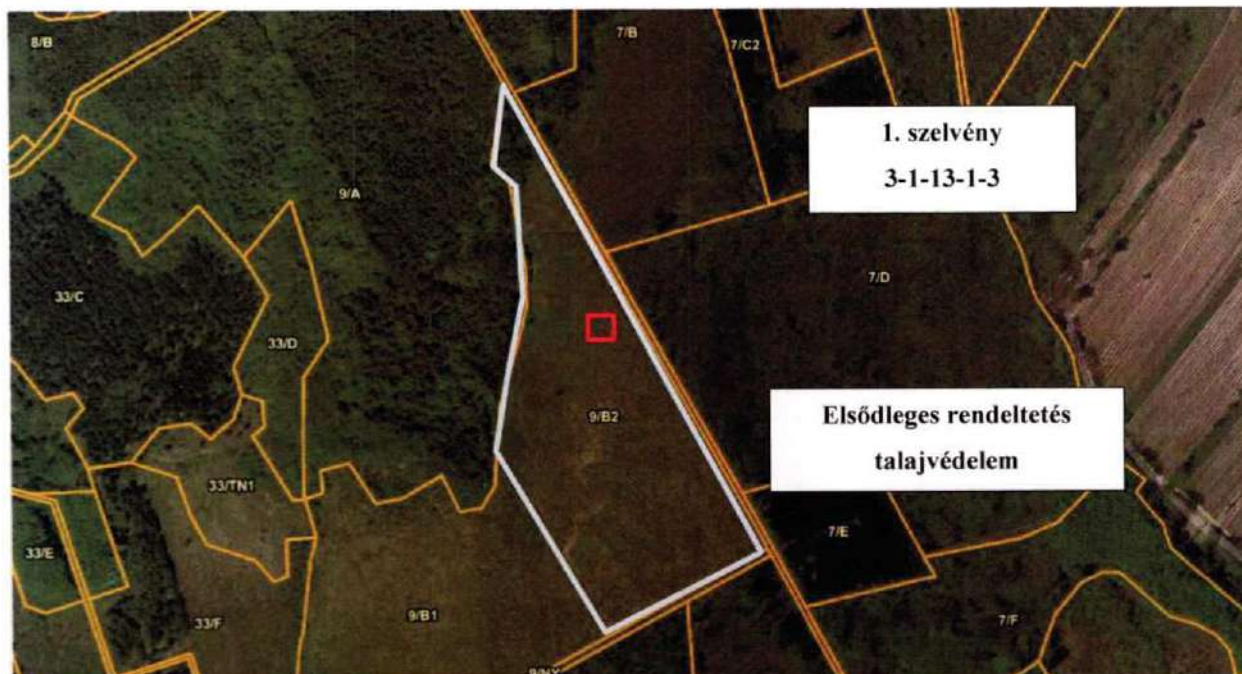 8/B
7/B
7/C2
1. szelvény
3-1-13-1-3
9/A
7/D
33/C
33/D
Elsődleges rendeltetés
talajvédelem
9/B2
33/TN1
33/E
7/E
33/F
9/B1
7/F